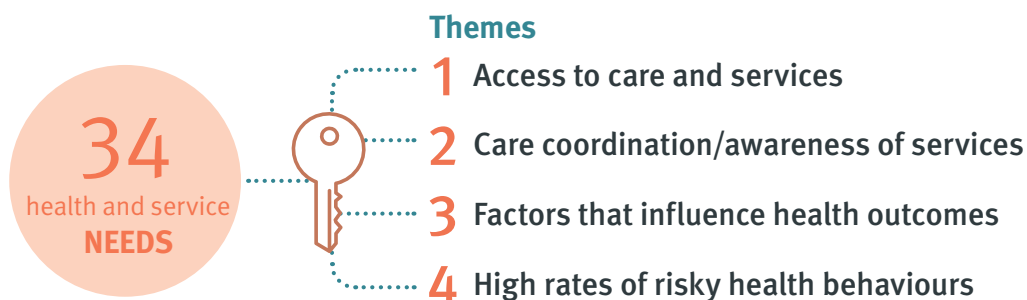 34
health and service
NEEDS
Themes
1 Access to care and services
2 Care coordination/awareness of services
3 Factors that influence health outcomes
4 High rates of risky health behaviours